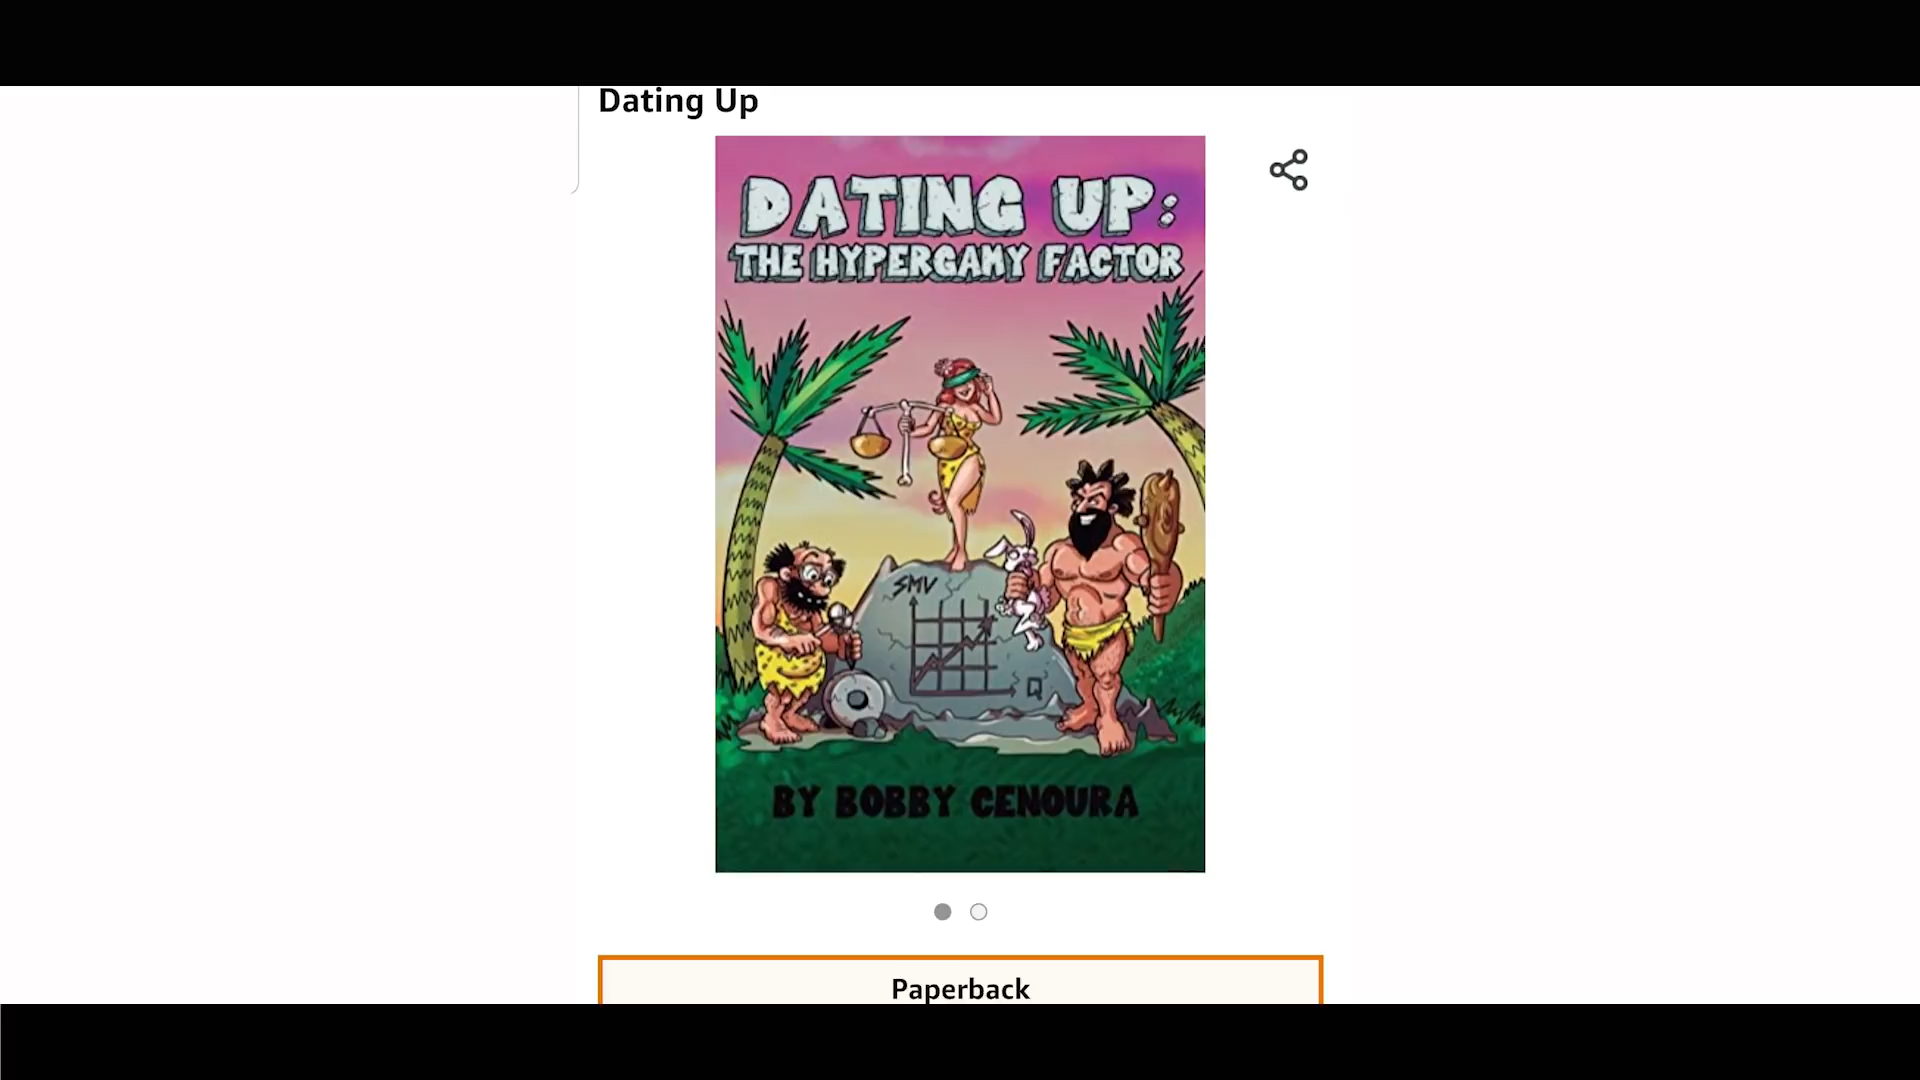 Dating Up
DATING UP:
THE HYPERGAMY FACTOR
SMV
BY BOBBY CENOURA
Paperback